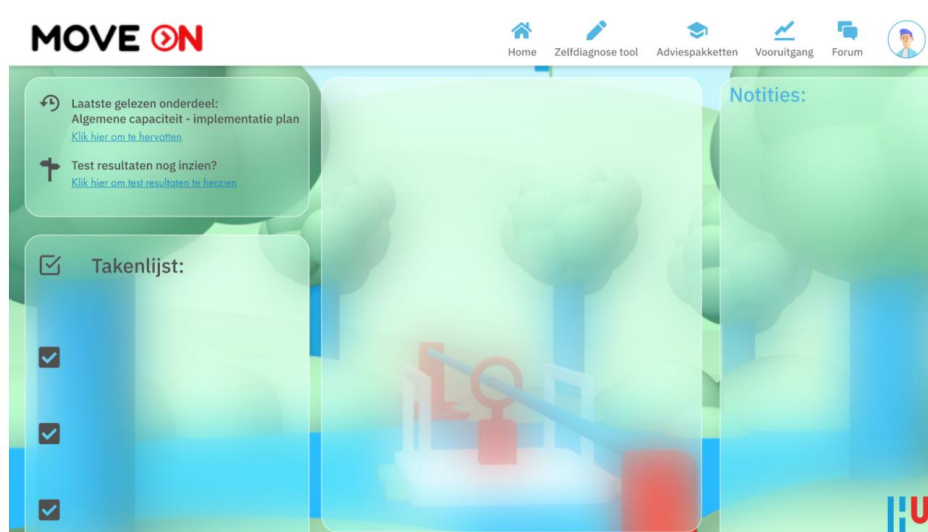 MOVE ON
Home
Zelfdiagnose tool
Adviespakketten
Vooruitgang
Forum
Laatste gelezen onderdeel:
Algemene capaciteit - implementatie plan
Klik hier om te hervatten
Test resultaten nog inzien?
Klik hier om test resultaten te herzien
Takenlijst:
Notities:
HU